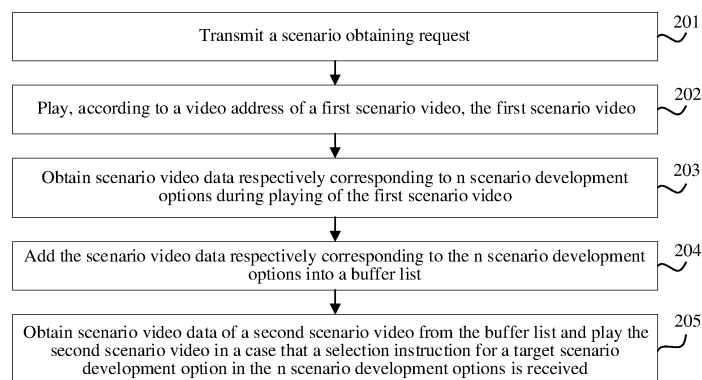 Transmit a scenario obtaining request
201
Play, according to a video address of a first scenario video, the first scenario video
202
Obtain scenario video data respectively corresponding to n scenario development
options during playing of the first scenario video
203
Add the scenario video data respectively corresponding to the n scenario development
options into a buffer list
204
Obtain scenario video data of a second scenario video from the buffer list and play the
second scenario video in a case that a selection instruction for a target scenario
development option in the n scenario development options is received
205